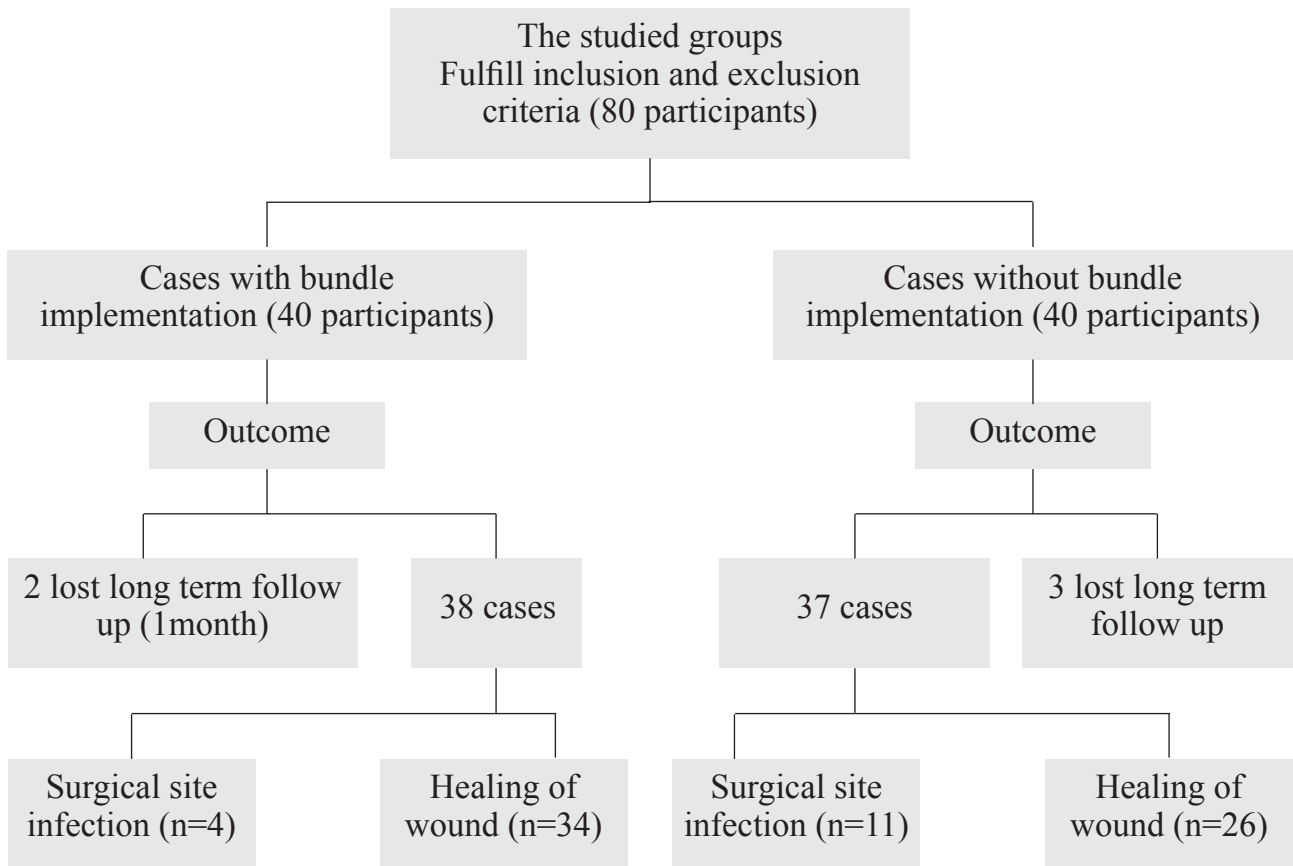 The studied groups
Fulfill inclusion and exclusion
criteria (80 participants)
Cases with bundle
implementation (40 participants)
Cases without bundle
implementation (40 participants)
Outcome
Outcome
2 lost long term follow
up (1month)
38 cases
37 cases
3 lost long term
follow up
Surgical site
infection (n=4)
Healing of
wound (n=34)
Surgical site
infection (n=11)
Healing of
wound (n=26)